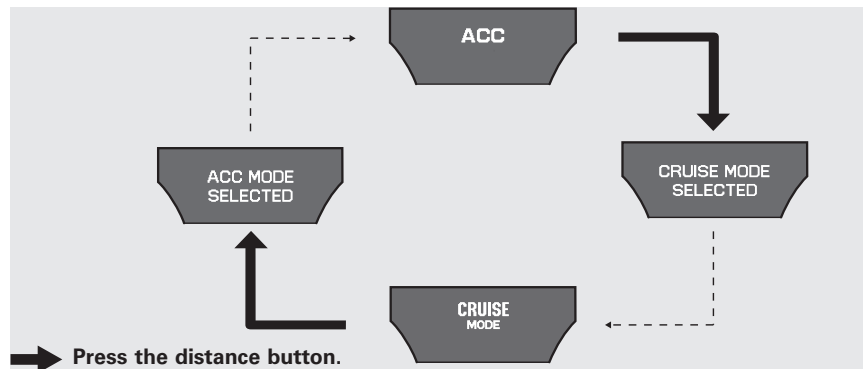 ACC
ACC MODE
SELECTED
CRUISE MODE
SELECTED
CRUISE
MODE
Press the distance button.